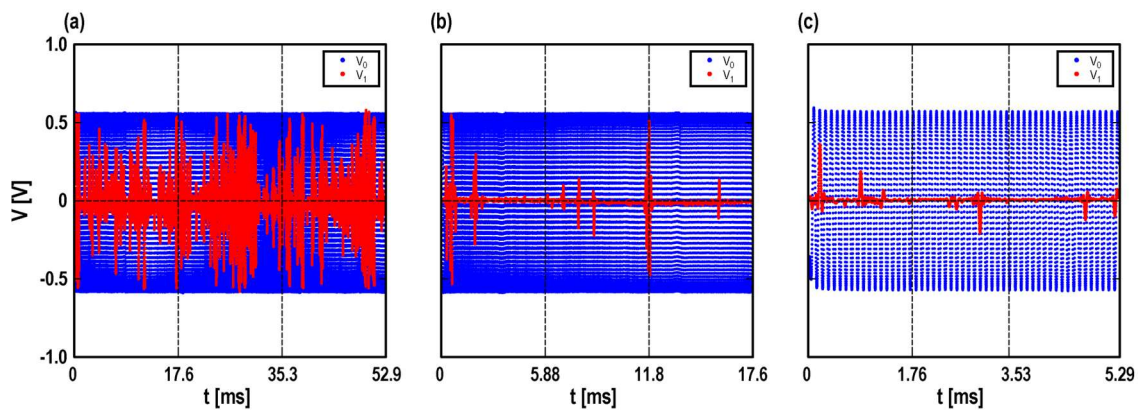 (a) (b) (c)
1.0
V0
V1
V0
V1
V0
V1
0.5
V [V]
0
-0.5
-1.0
0 17.6 35.3 52.9 0 5.88 11.8 17.6 0 1.76 3.53 5.29
t [ms] t [ms] t [ms]